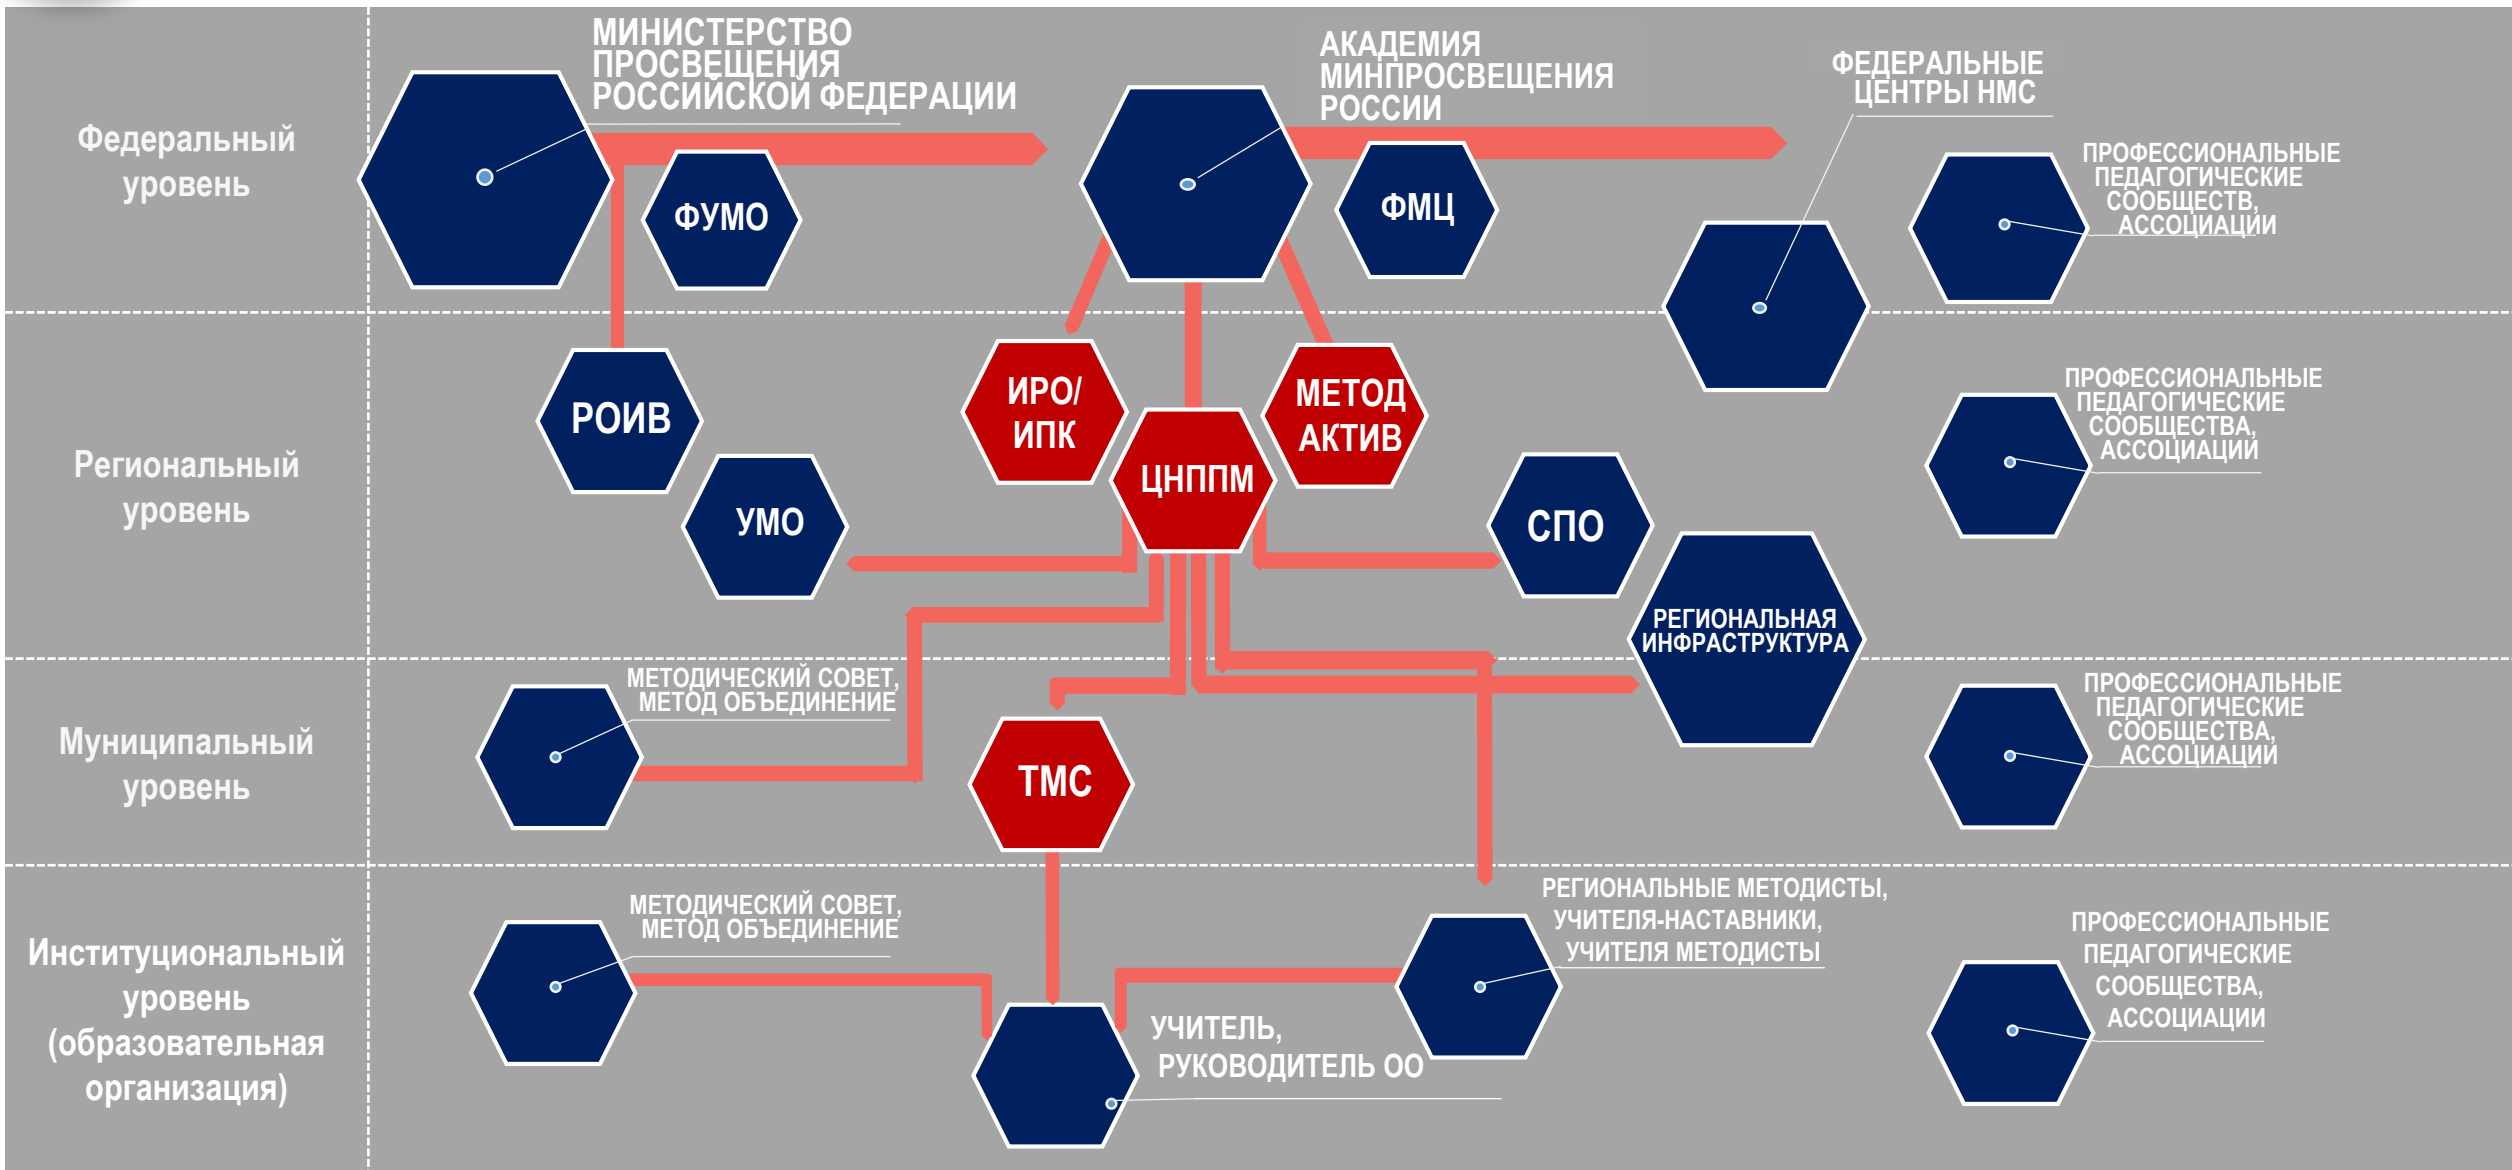 МИНИСТЕРСТВО
ПРОСВЕЩЕНИЯ
РОССИЙСКОЙ ФЕДЕРАЦИИ
АКАДЕМИЯ
МИНПРОСВЕЩЕНИЯ
РОССИИ
ФЕДЕРАЛЬНЫЕ
ЦЕНТРЫ НМС
Федеральный
уровень
ФУМО
ФМЦ
ПРОФЕССИОНАЛЬНЫЕ
ПЕДАГОГИЧЕСКИЕ
СООБЩЕСТВ,
АССОЦИАЦИИ
Региональный
уровень
РОИВ
УМО
ИРО/
ИПК
ЦНППМ
МЕТОД
АКТИВ
СПО
РЕГИОНАЛЬНАЯ
ИНФРАСТРУКТУРА
ПРОФЕССИОНАЛЬНЫЕ
ПЕДАГОГИЧЕСКИЕ
СООБЩЕСТВА,
АССОЦИАЦИИ
Муниципальный
уровень
МЕТОДИЧЕСКИЙ СОВЕТ,
МЕТОД ОБЪЕДИНЕНИЕ
ТМС
ПРОФЕССИОНАЛЬНЫЕ
ПЕДАГОГИЧЕСКИЕ
СООБЩЕСТВА,
АССОЦИАЦИИ
Институциональный
уровень
(образовательная
организация)
МЕТОДИЧЕСКИЙ СОВЕТ,
МЕТОД ОБЪЕДИНЕНИЕ
УЧИТЕЛЬ,
РУКОВОДИТЕЛЬ ОО
РЕГИОНАЛЬНЫЕ МЕТОДИСТЫ,
УЧИТЕЛЯ-НАСТАВНИКИ,
УЧИТЕЛЯ МЕТОДИСТЫ
ПРОФЕССИОНАЛЬНЫЕ
ПЕДАГОГИЧЕСКИЕ
СООБЩЕСТВА,
АССОЦИАЦИИ